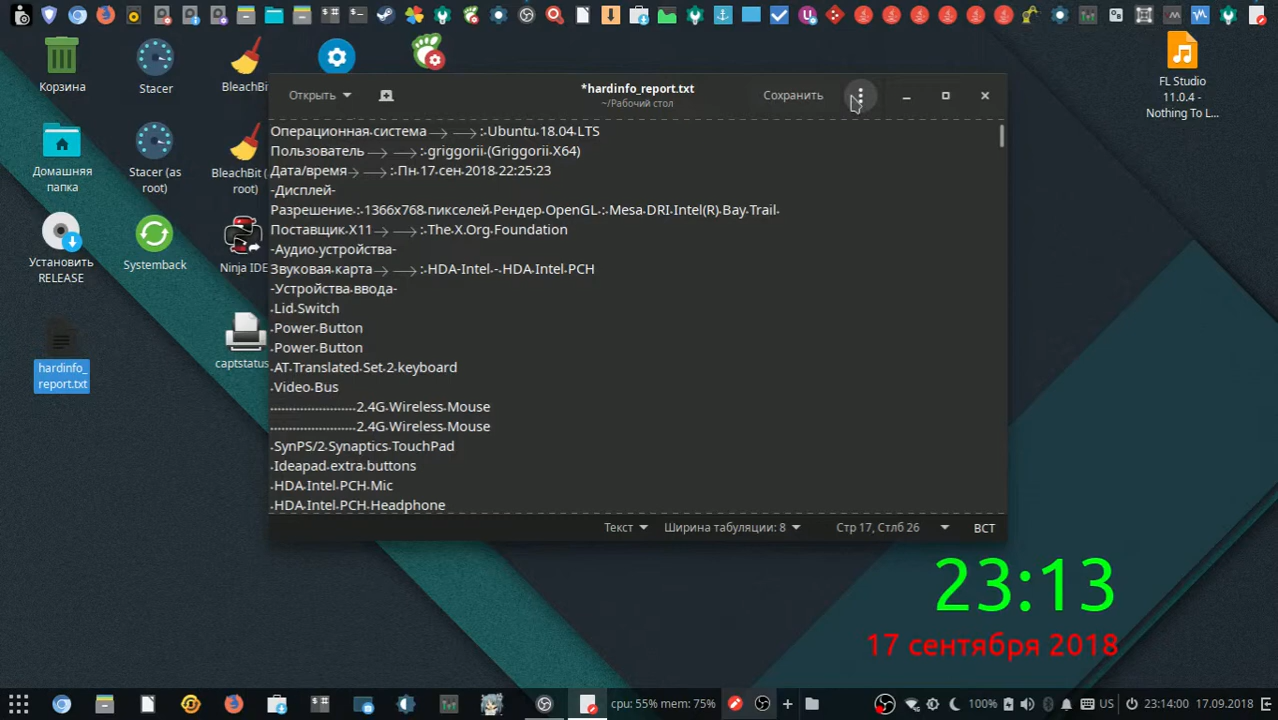 Корзина
Stacer
BleachBit
FL Studio
11.0.4 -
Nothing To L...
Домашняя
папка
Stacer (as
root)
BleachBit (
root)
Установить
RELEASE
Systemback
Ninja IDE
captstatus
hardinfo_
report.txt
Открыть
*hardinfo_report.txt
~/Рабочий стол
Сохранить
Операционная система : Ubuntu 18.04 LTS
Пользователь : griggorii (Griggorii X64)
Дата/время : Пн 17 сен 2018 22:25:23
-Дисплей-
Разрешение : 1366x768 пикселей Рендер OpenGL : Mesa DRI Intel(R) Bay Trail
Поставщик X11 : The X.Org Foundation
-Аудио устройства-
Звуковая карта : HDA-Intel - HDA Intel PCH
-Устройства ввода-
Lid Switch
Power Button
Power Button
AT Translated Set 2 keyboard
Video Bus
2.4G Wireless Mouse
2.4G Wireless Mouse
SynPS/2 Synaptics TouchPad
Ideapad extra buttons
HDA Intel PCH Mic
HDA Intel PCH Headphone
Текст Ширина табуляции: 8 Стр 17, Стлб 26 ВСТ
23:13
17 сентября 2018
cpu: 55% mem: 75%
100%
US
23:14:00 17.09.2018